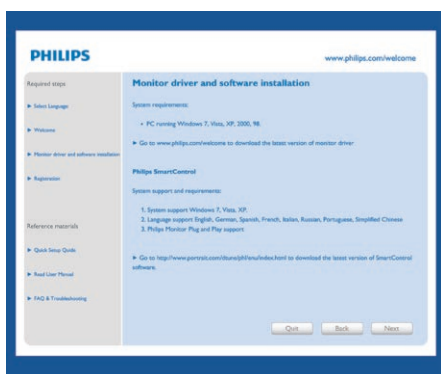 PHILIPS
www.philips.com/welcome
Required steps
▶ Select Language
▶ Welcome
▶ Monitor driver and software installation
▶ Registration
Reference materials
▶ Quick Setup Guide
▶ Read User Manual
▶ FAQ & Troubleshooting
Monitor driver and software installation
System requirements:
• PC running Windows 7, Vista, XP, 2000, 98.
▶ Go to www.philips.com/welcome to download the latest version of monitor driver
Philips SmartControl
System support and requirements:
1. System support Windows 7, Vista, XP.
2. Language support English, German, Spanish, French, Italian, Russian, Portuguese, Simplified Chinese
3. Philips Monitor Plug and Play support
▶ Go to http://www.portrait.com/dtune/phl/enu/index.html to download the latest version of SmartControl
software.
Quit
Back
Next